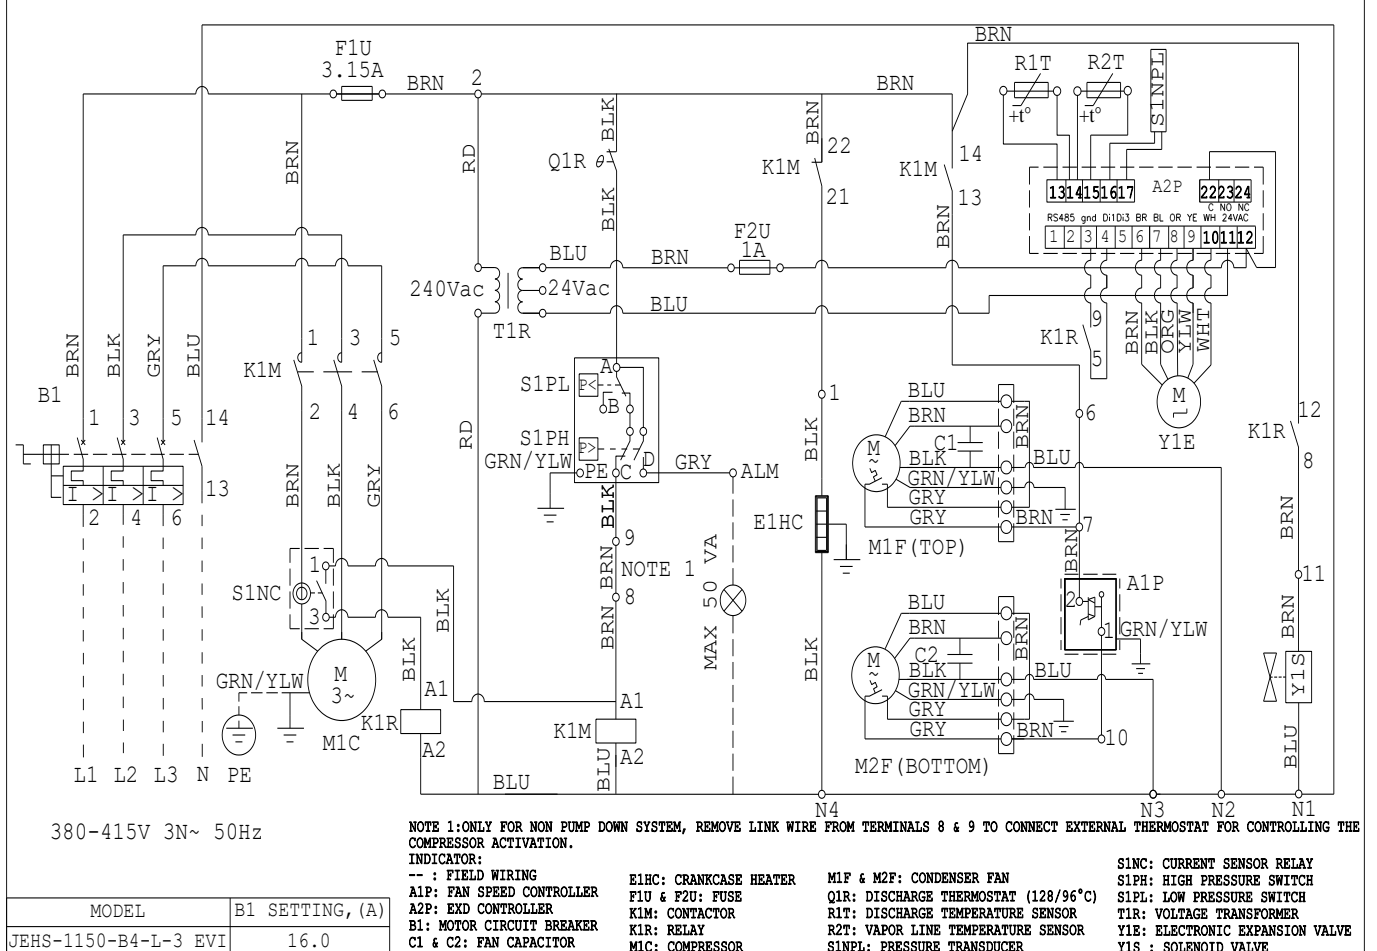 F1U
3.15A
BRN
2
BRN
BRN
R1T
R2T
S1NPL
+t°
+t°
BRN
RD
BLK
Q1R
θ
BLK
BRN
22
K1M
21
14
K1M
13
BRN
13 14 15 16 17
A2P
22 23 24
C NO NC
RS485 gnd Di1 Di3 BR BL OR YE WH 24VAC
1 2 3 4 5 6 7 8 9 10 11 12
F2U
1A
BLU
BRN
240Vac
24Vac
BLU
T1R
K1R
9
5
BRN
BLK
ORG
YLW
WHT
M
Y1E
BRN
BLK
GRY
BLU
K1M
1
3
5
2
4
6
B1
1
3
5
14
13
I >
I >
I >
2
4
6
BRN
BLK
GRY
RD
S1PL
P<
A
B
S1PH
P>
GRN/YLW
PE
C
D
GRY
ALM
BLK
9
BRN
NOTE 1
8
BRN
MAX 50 VA
1
BLK
E1HC
BLK
BLU
BRN
C1
BLK
GRN/YLW
GRY
GRY
M
~
BRN
BLU
BRN
M1F(TOP)
6
7
BRN
A1P
2
1
GRN/YLW
BLU
BRN
C2
BLK
GRN/YLW
GRY
GRY
M
~
BRN
BLU
BRN
10
M2F(BOTTOM)
12
K1R
8
BRN
11
BRN
Y1S
BLU
S1NC
1
3
BLK
BLK
M
3~
GRN/YLW
M1C
A1
K1R
A2
A1
K1M
A2
BLU
BLU
L1 L2 L3 N PE
N4
N3
N2
N1
380-415V 3N~ 50Hz
NOTE 1:ONLY FOR NON PUMP DOWN SYSTEM, REMOVE LINK WIRE FROM TERMINALS 8 & 9 TO CONNECT EXTERNAL THERMOSTAT FOR CONTROLLING THE
COMPRESSOR ACTIVATION.
INDICATOR:
-- : FIELD WIRING
A1P: FAN SPEED CONTROLLER
A2P: EXD CONTROLLER
B1: MOTOR CIRCUIT BREAKER
C1 & C2: FAN CAPACITOR
E1HC: CRANKCASE HEATER
F1U & F2U: FUSE
K1M: CONTACTOR
K1R: RELAY
M1C: COMPRESSOR
M1F & M2F: CONDENSER FAN
Q1R: DISCHARGE THERMOSTAT (128/96°C)
R1T: DISCHARGE TEMPERATURE SENSOR
R2T: VAPOR LINE TEMPERATURE SENSOR
S1NPL: PRESSURE TRANSDUCER
S1NC: CURRENT SENSOR RELAY
S1PH: HIGH PRESSURE SWITCH
S1PL: LOW PRESSURE SWITCH
T1R: VOLTAGE TRANSFORMER
Y1E: ELECTRONIC EXPANSION VALVE
Y1S : SOLENOID VALVE
MODEL B1 SETTING,(A)
JEHS-1150-B4-L-3 EVI 16.0